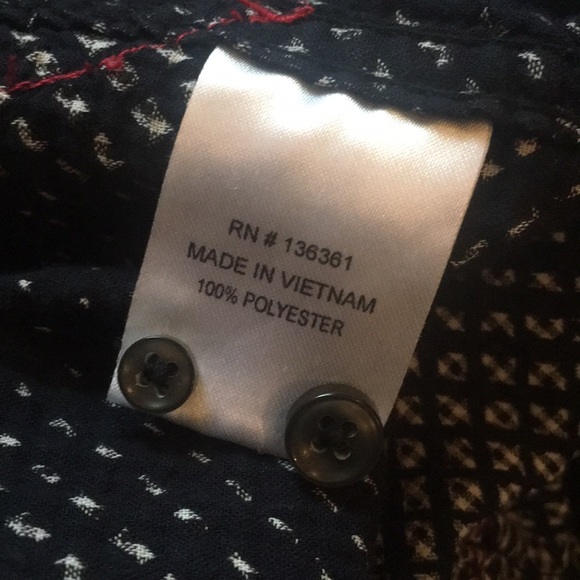 RN # 136361
MADE IN VIETNAM
100% POLYESTER